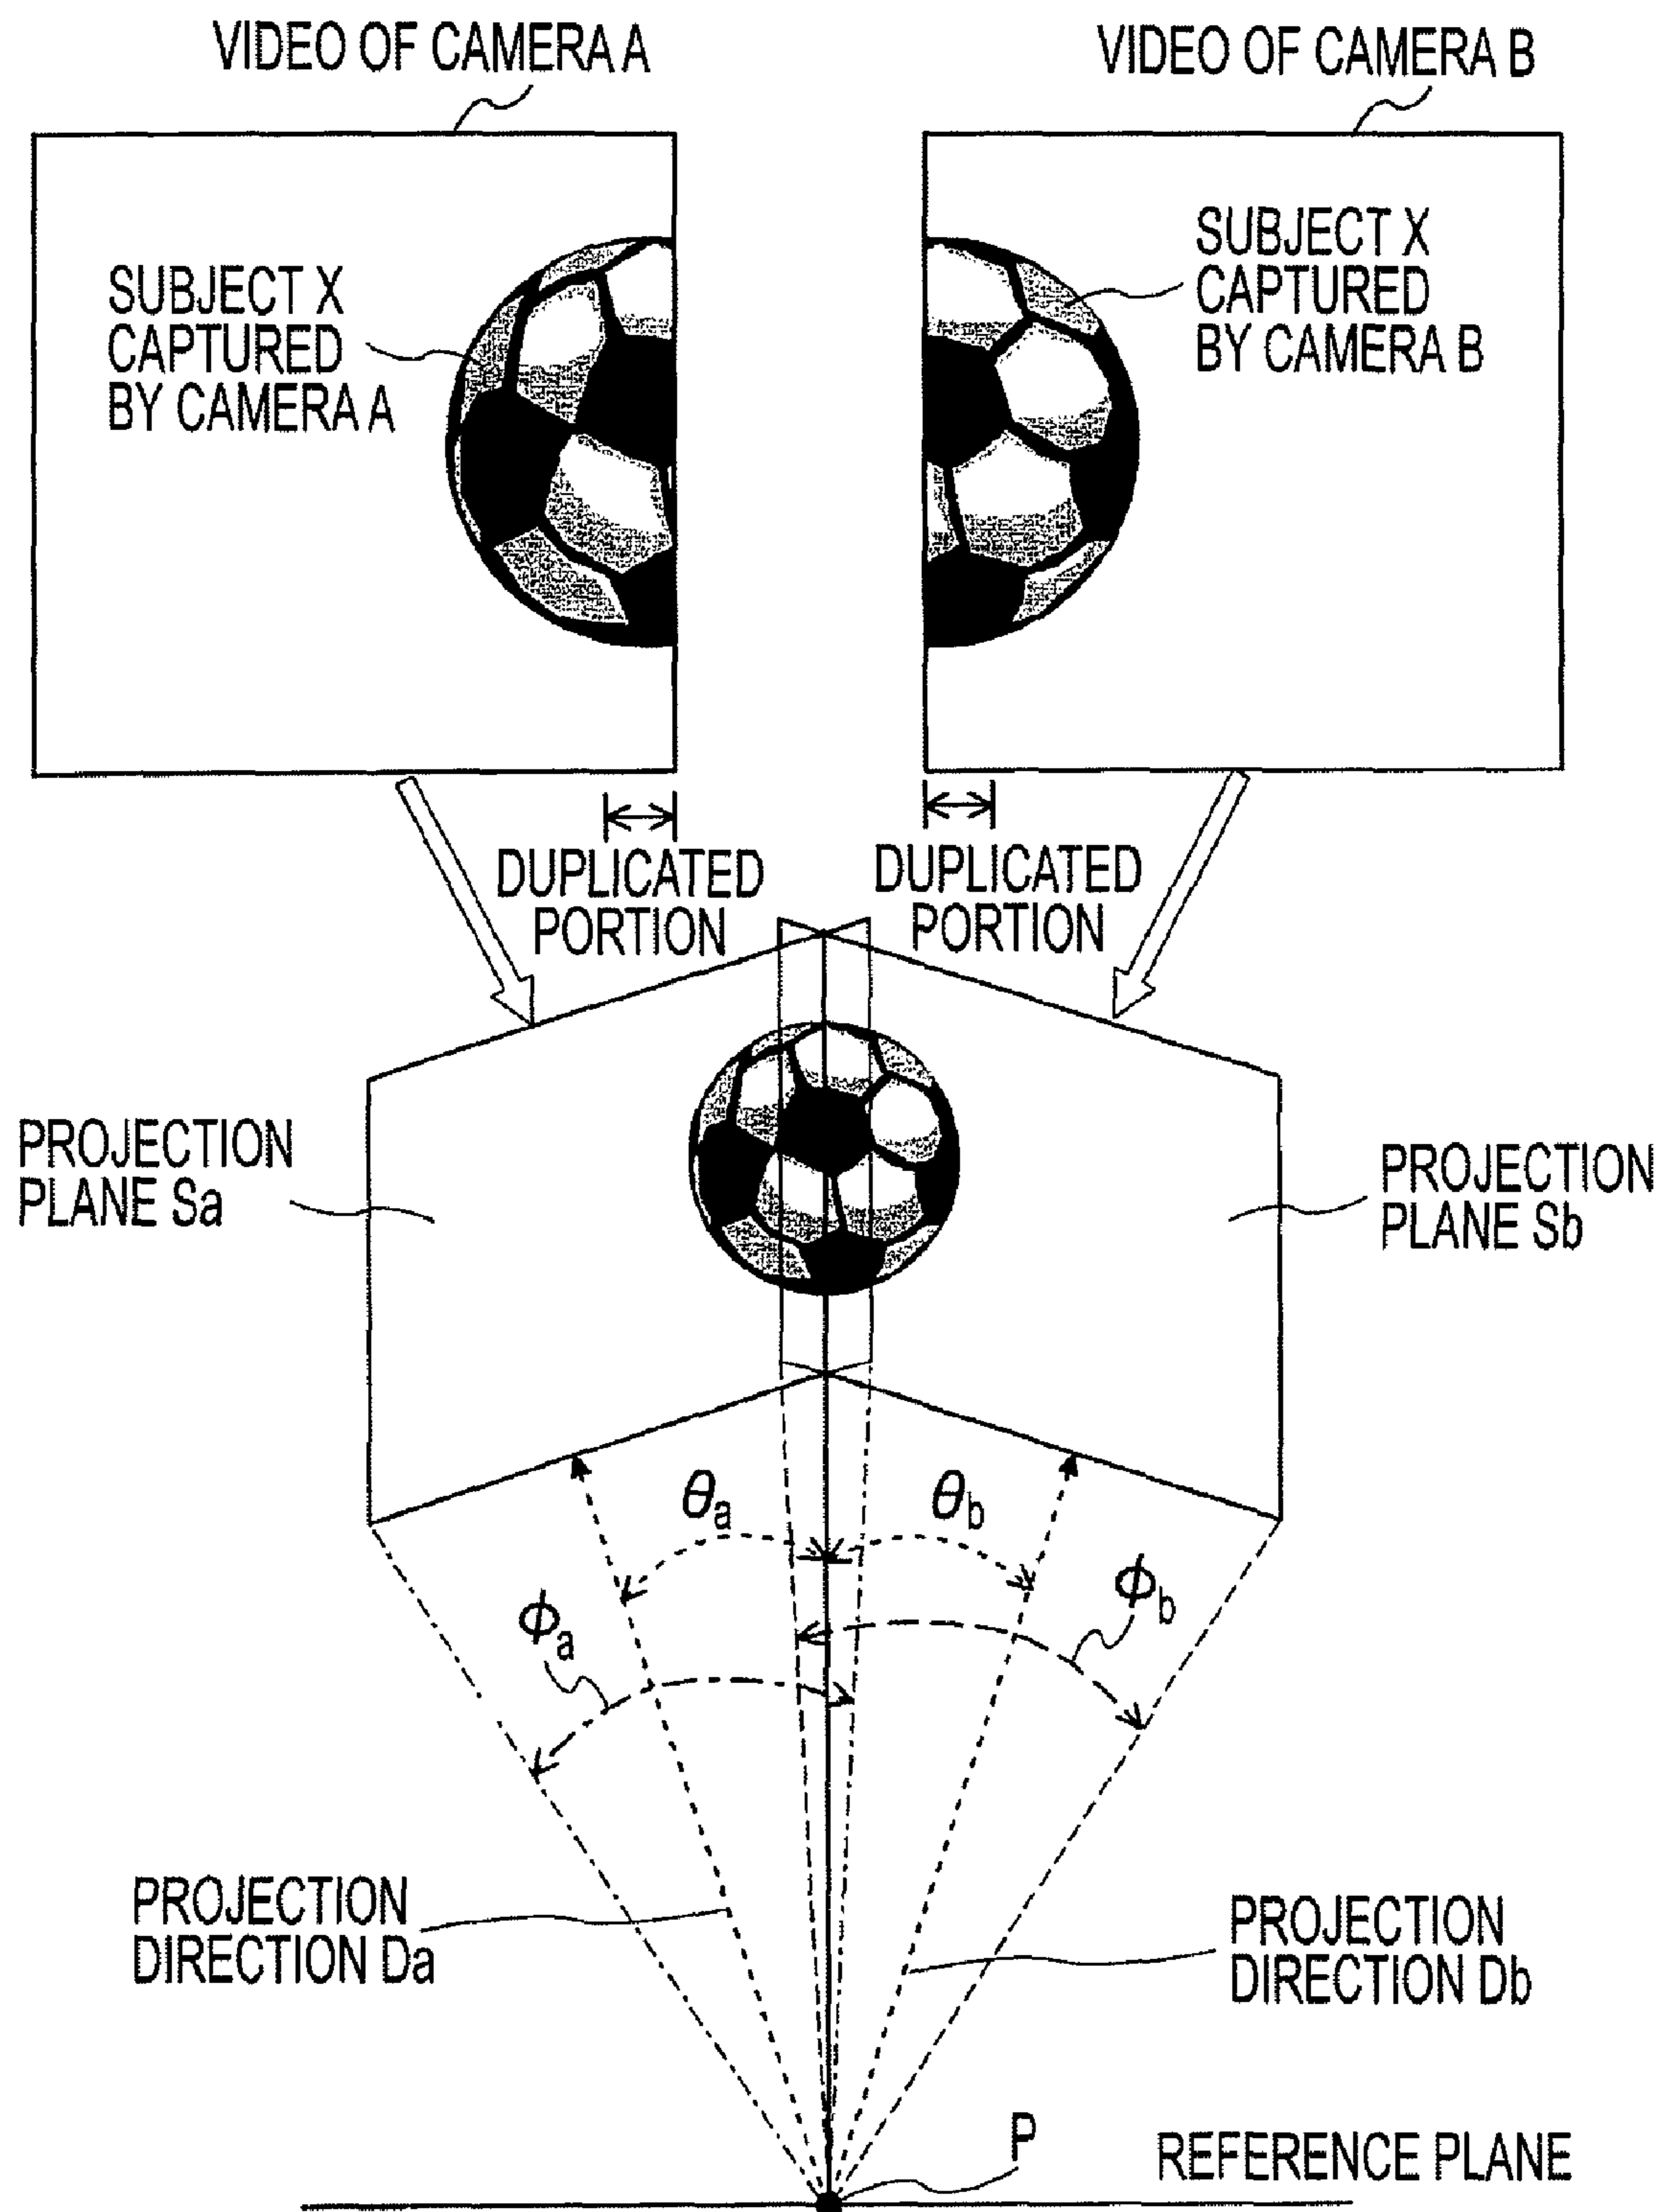 VIDEO OF CAMERA A
VIDEO OF CAMERA B
SUBJECT X
CAPTURED
BY CAMERA A
SUBJECT X
CAPTURED
BY CAMERA B
DUPLICATED
PORTION
DUPLICATED
PORTION
PROJECTION
PLANE Sa
PROJECTION
PLANE Sb
θa
θb
ϕa
ϕb
PROJECTION
DIRECTION Da
PROJECTION
DIRECTION Db
P
REFERENCE PLANE